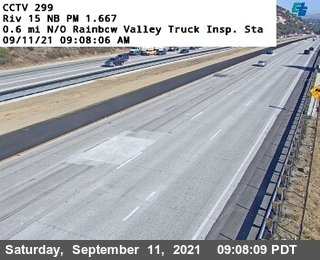 CCTV 299
Riv 15 NB PM 1.667
0.6 mi N/O Rainbcw Valley Truck Insp. Sta
09/11/21 09:08:06 AM
Saturday, September 11, 2021 09:08:09 PDT